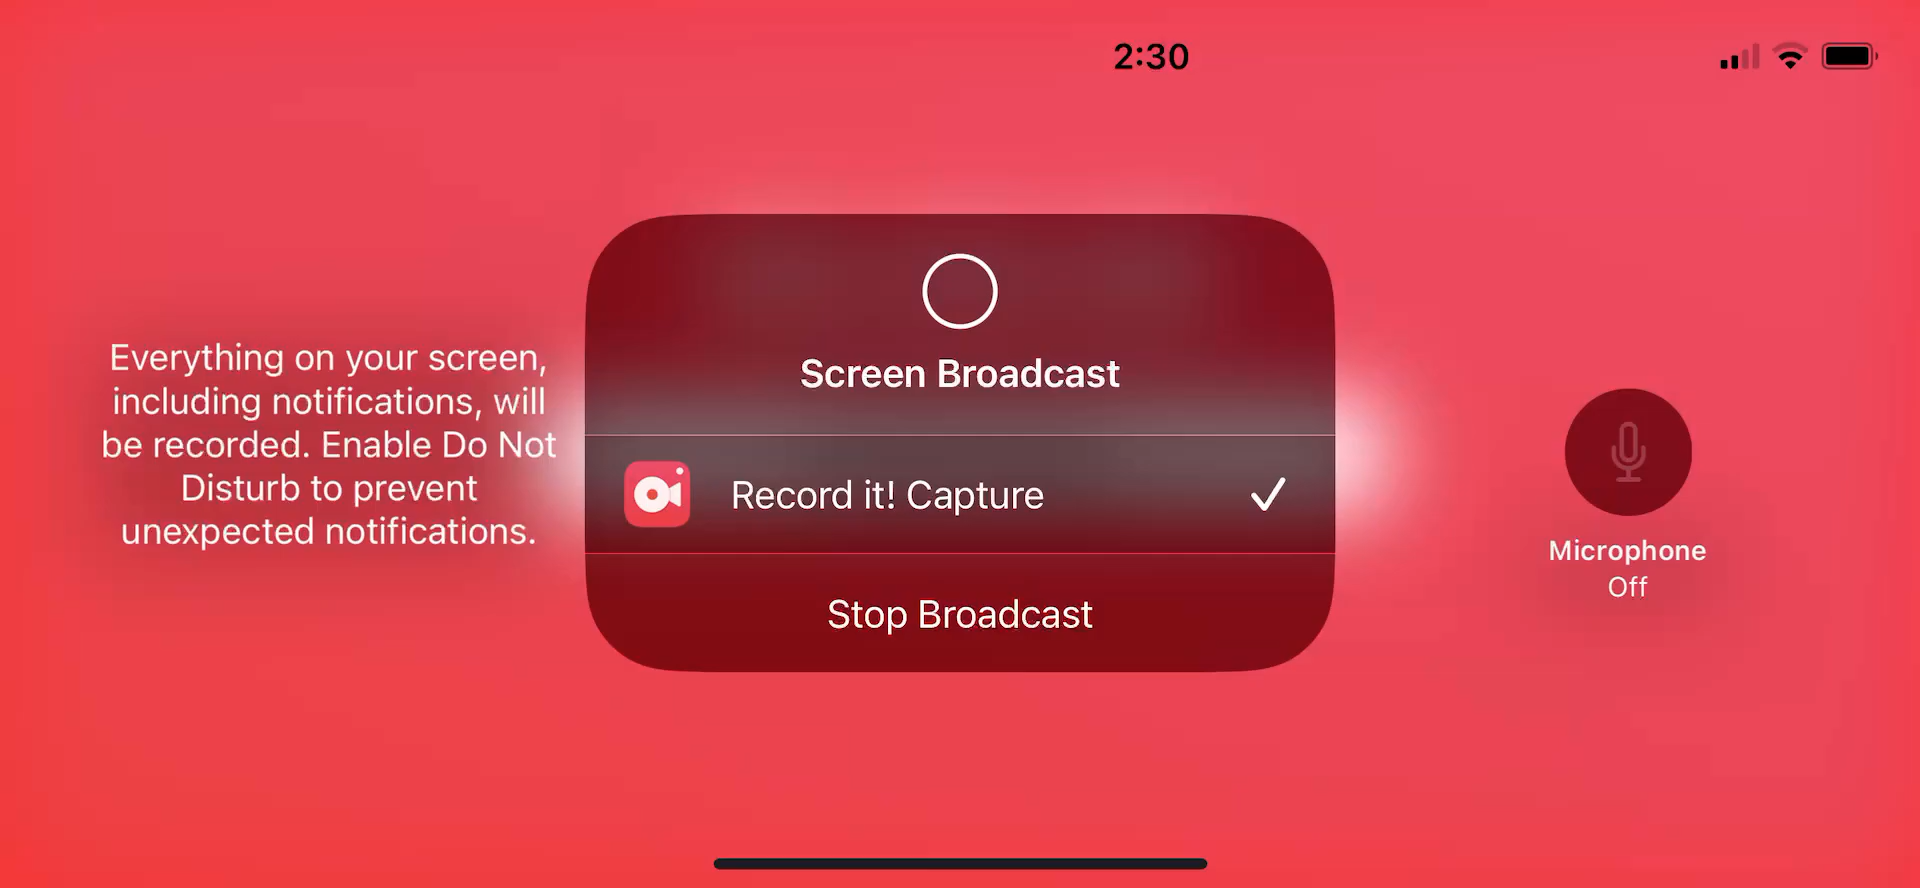 2:30
Everything on your screen,
including notifications, will
be recorded. Enable Do Not
Disturb to prevent
unexpected notifications.
Screen Broadcast
Record it! Capture
Stop Broadcast
Microphone
Off